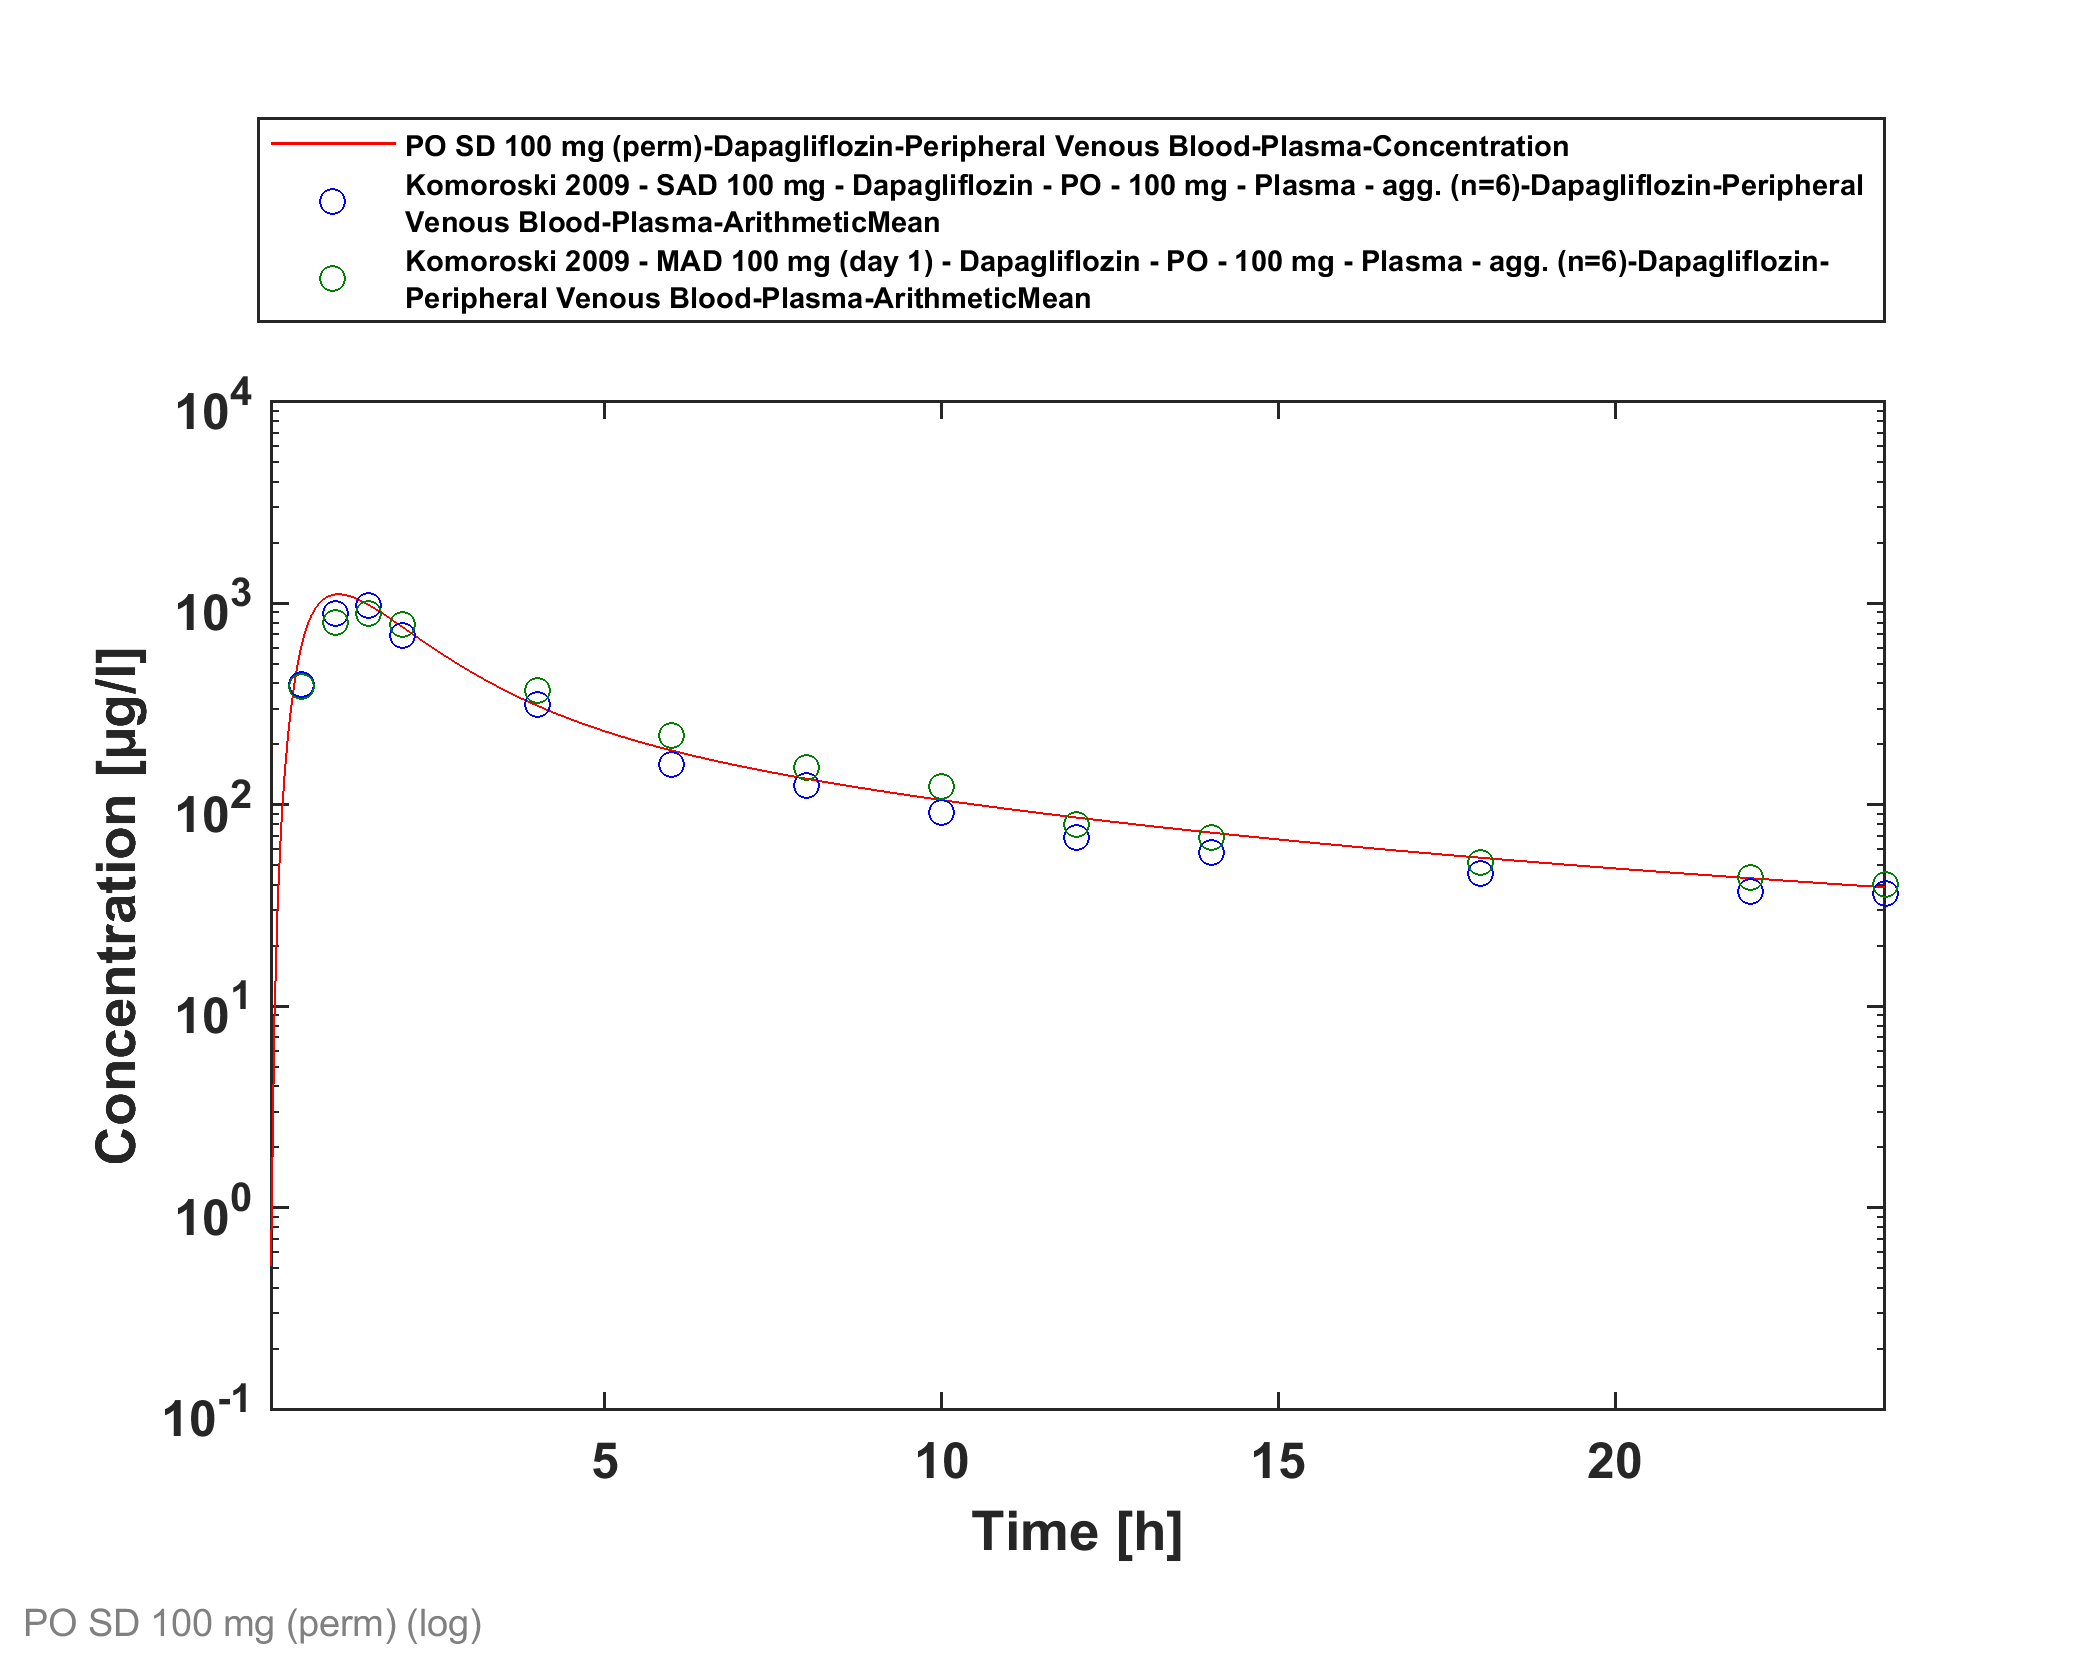 PO SD 100 mg (perm)-Dapagliflozin-Peripheral Venous Blood-Plasma-Concentration
Komoroski 2009 - SAD 100 mg - Dapagliflozin - PO - 100 mg - Plasma - agg. (n=6)-Dapagliflozin-Peripheral
Venous Blood-Plasma-ArithmeticMean
Komoroski 2009 - MAD 100 mg (day 1) - Dapagliflozin - PO - 100 mg - Plasma - agg. (n=6)-Dapagliflozin-
Peripheral Venous Blood-Plasma-ArithmeticMean
10^4
10^3
10^2
10^1
10^0
10^-1
Concentration [µg/l]
5 10 15 20
Time [h]
PO SD 100 mg (perm) (log)